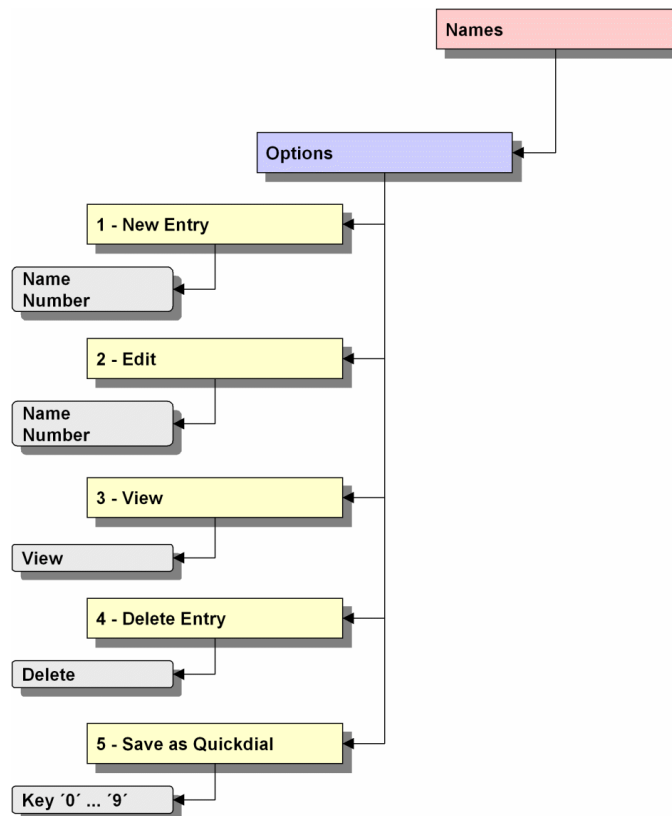 Names
Options
1 - New Entry
Name
Number
2 - Edit
Name
Number
3 - View
View
4 - Delete Entry
Delete
5 - Save as Quickdial
Key ´0´ ... ´9´